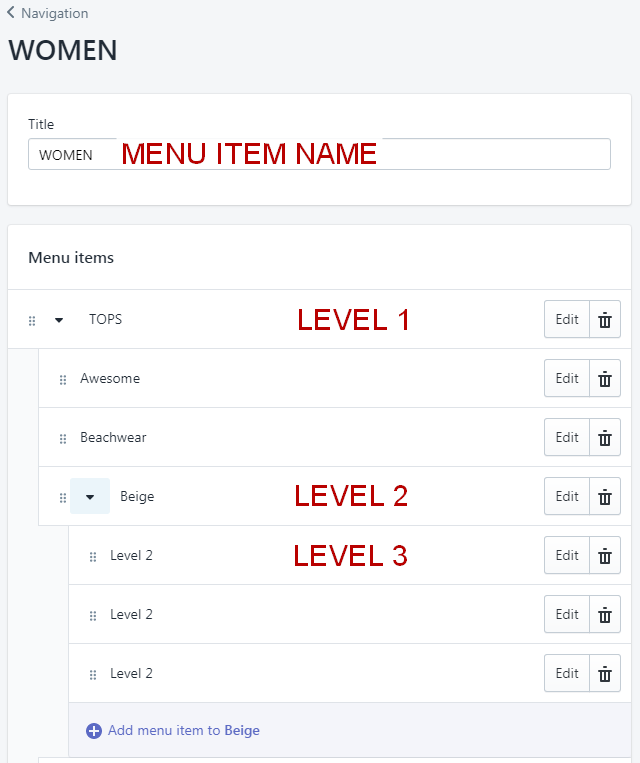 Navigation
WOMEN
Title
WOMEN MENU ITEM NAME
Menu items
TOPS LEVEL 1 Edit
Awesome Edit
Beachwear Edit
Beige LEVEL 2 Edit
Level 2 LEVEL 3 Edit
Level 2 Edit
Level 2 Edit
Add menu item to Beige